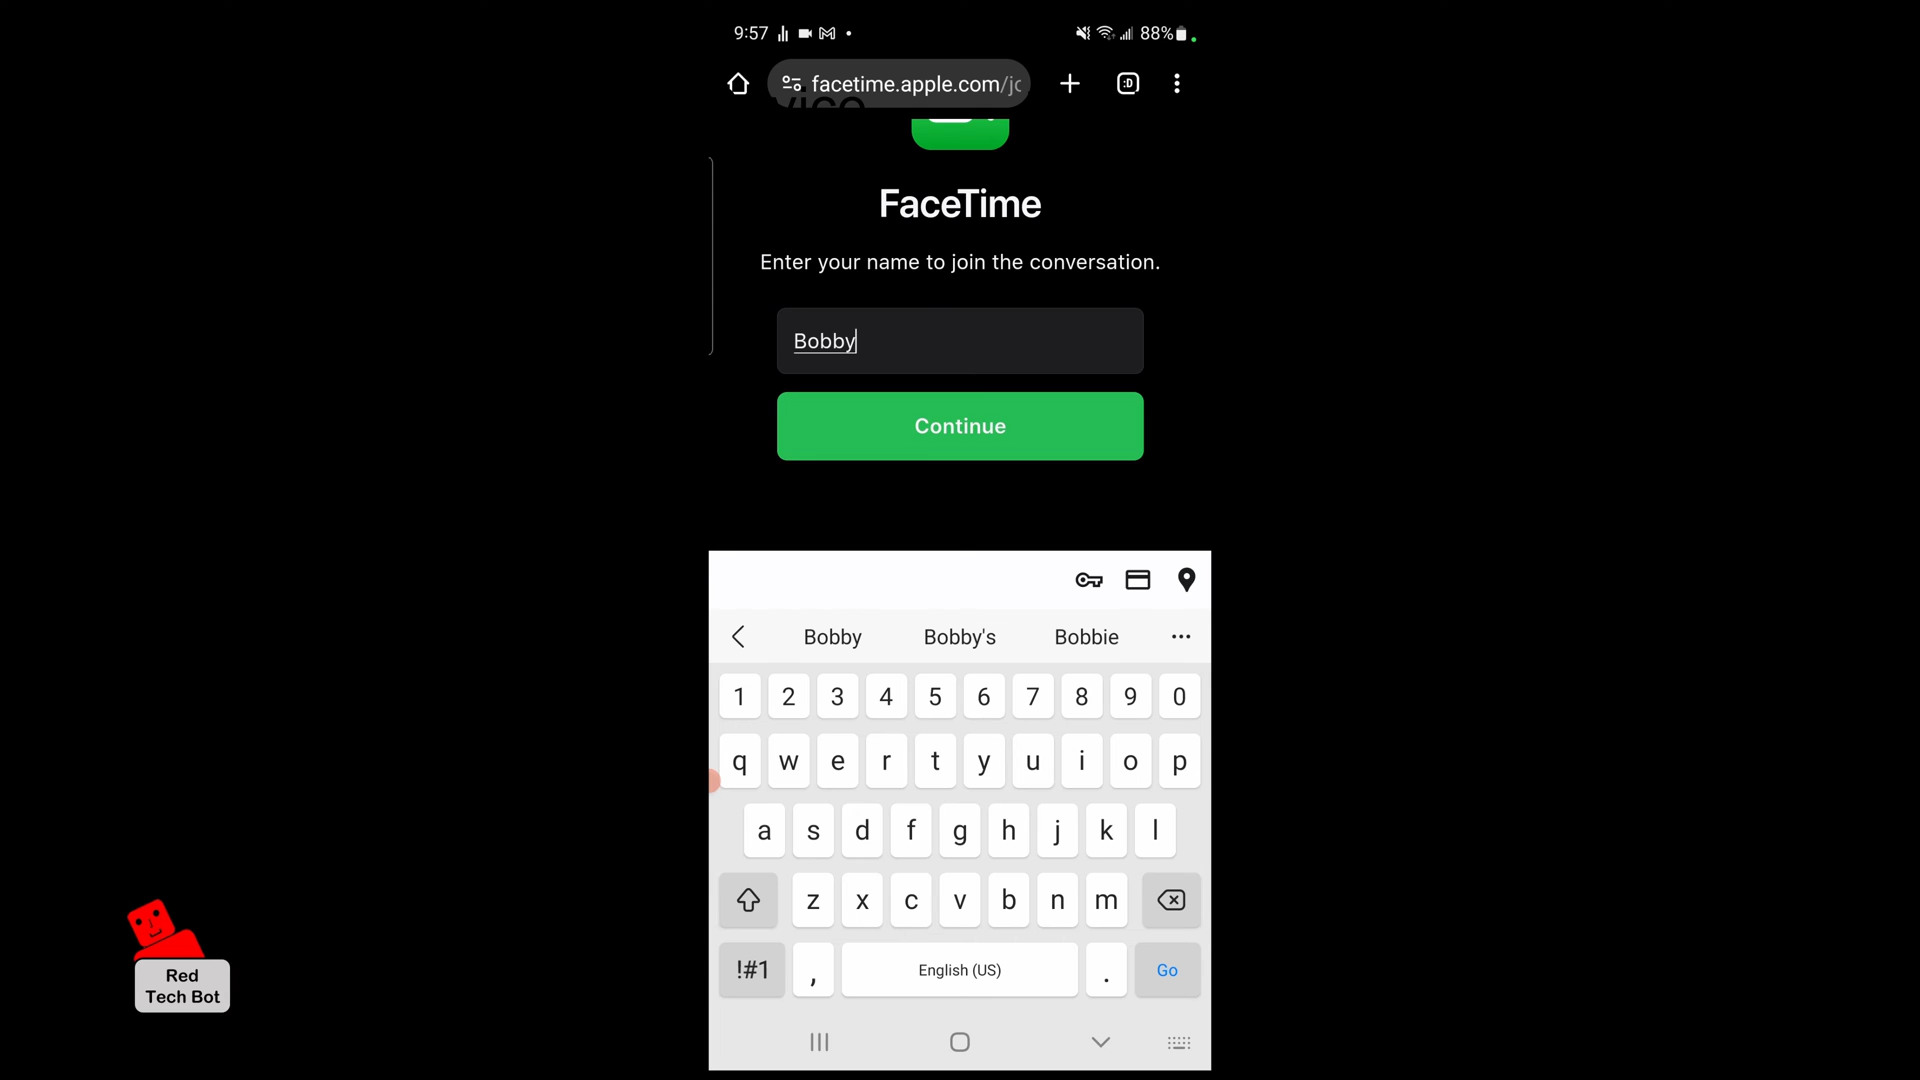 9:57
88%
facetime.apple.com/jo
FaceTime
Enter your name to join the conversation.
Bobby
Continue
Bobby Bobby's Bobbie
1 2 3 4 5 6 7 8 9 0
q w e r t y u i o p
a s d f g h j k l
z x c v b n m
!#1 , English (US) . Go
Red
Tech Bot